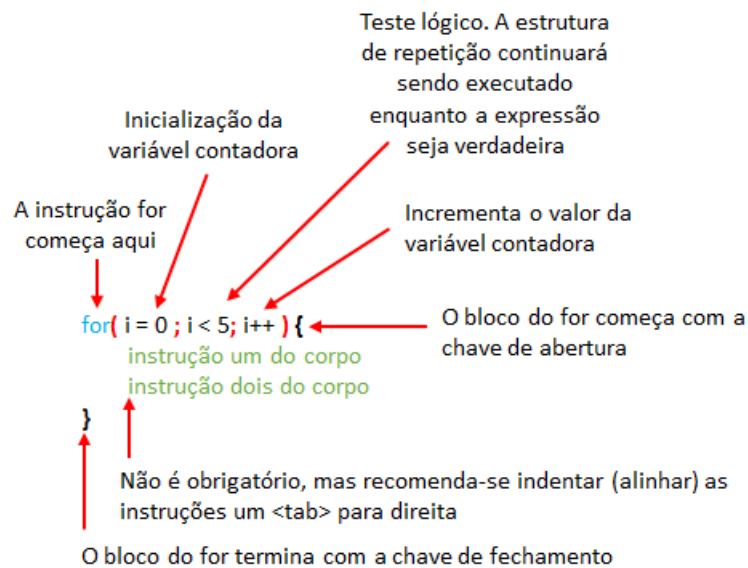 Teste lógico. A estrutura
de repetição continuará
sendo executado
enquanto a expressão
seja verdadeira
Inicialização da
variável contadora
A instrução for
começa aqui
Incrementa o valor da
variável contadora
for( i = 0 ; i < 5; i++ ) {
O bloco do for começa com a
chave de abertura
instrução um do corpo
instrução dois do corpo
}
Não é obrigatório, mas recomenda-se indentar (alinhar) as
instruções um <tab> para direita
O bloco do for termina com a chave de fechamento